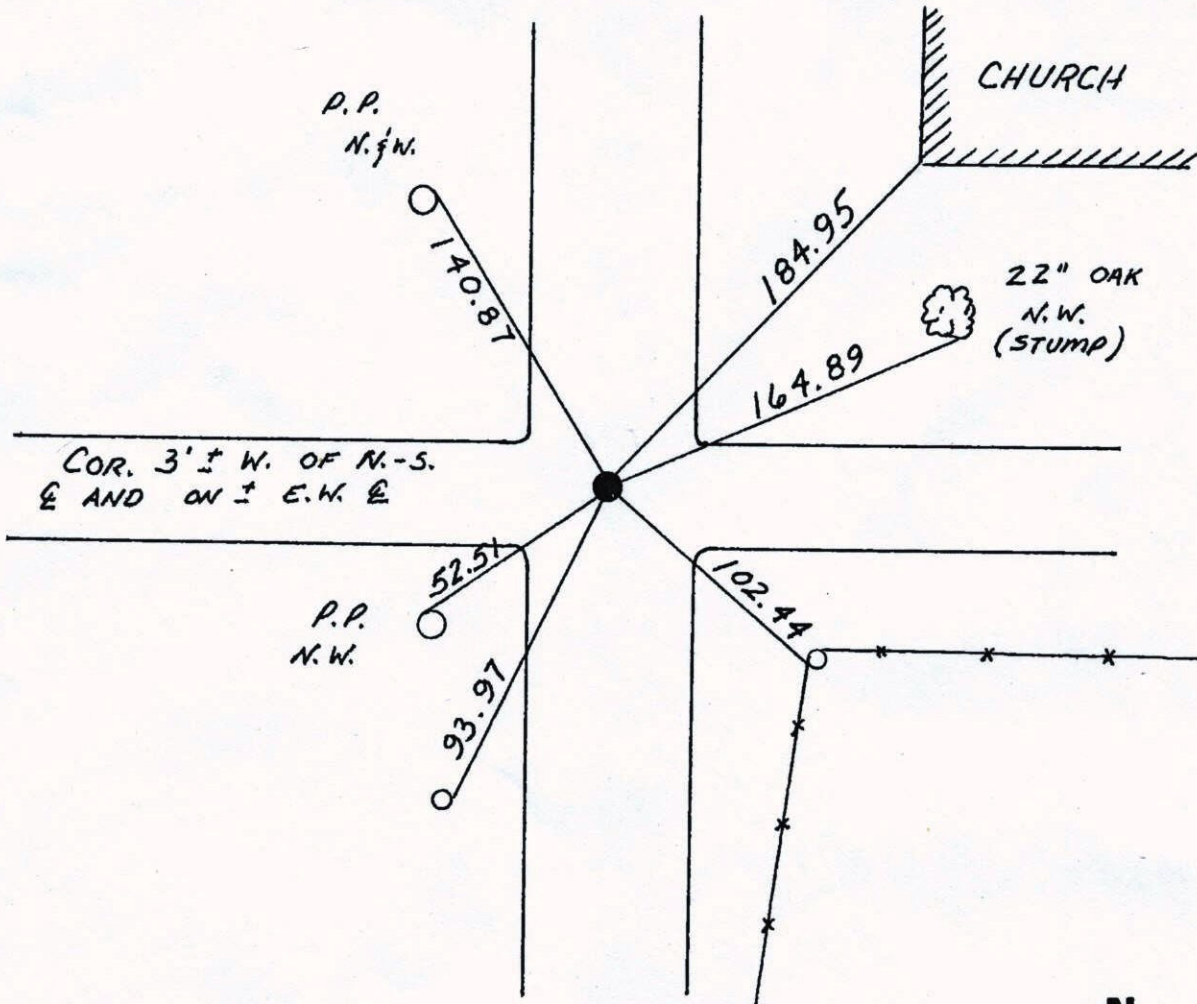 CHURCH
P.P.
N. & W.
140.87
184.95
22" OAK
N.W.
(STUMP)
164.89
COR. 3' ± W. OF N.-S.
℄ AND ON ± E.W. ℄
52.51
P.P.
N.W.
102.44
93.97
N